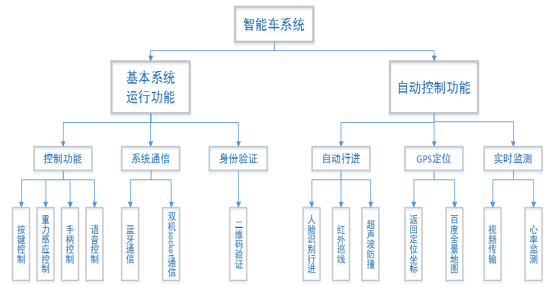 智能车系统
基本系统
运行功能
自动控制功能
控制功能
系统通信
身份验证
自动行进
GPS定位
实时监测
按键控制
重力感应控制
手柄控制
语音控制
蓝牙通信
双机socket通信
二维码验证
人脸识别行进
红外巡线
超声波防撞
返回定位坐标
百度全景地图
视频传输
心率监测